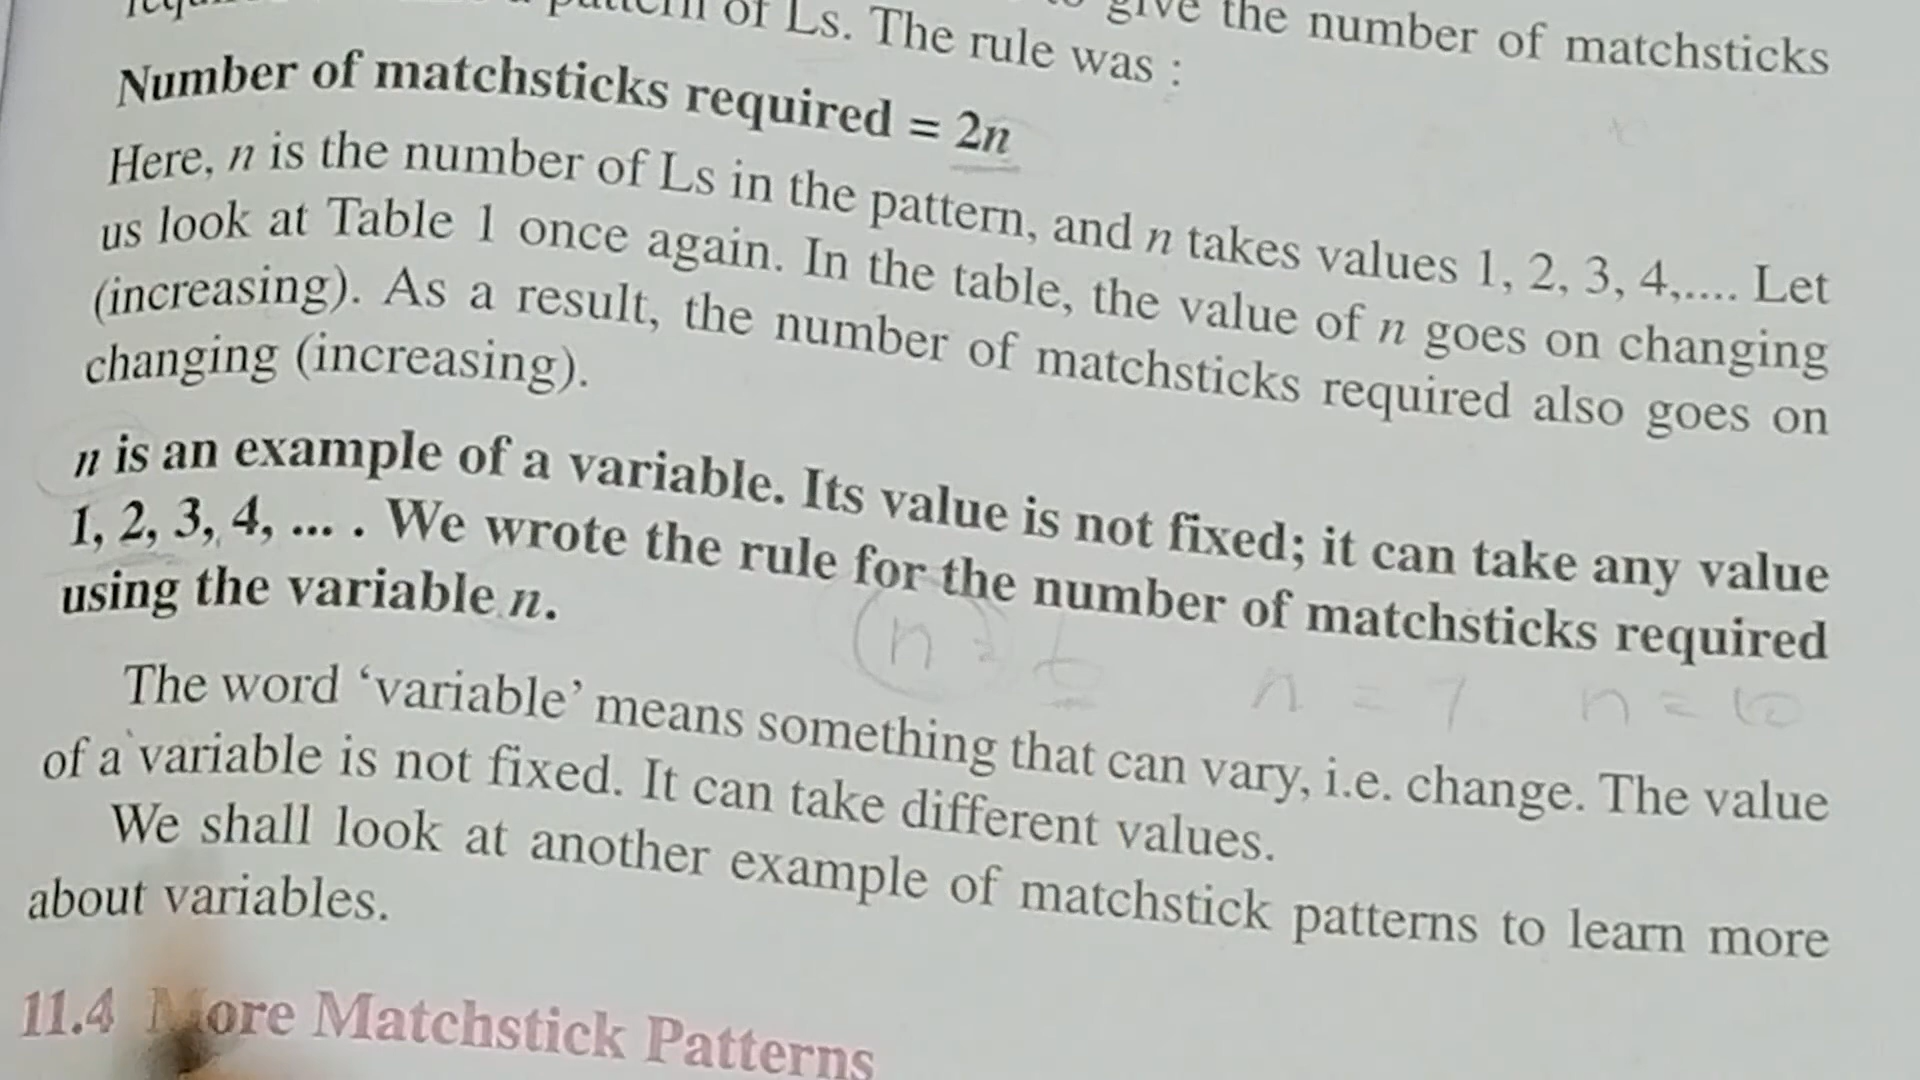 give the number of matchsticks
pattern of Ls. The rule was :
Number of matchsticks required = 2n
Here, n is the number of Ls in the pattern, and n takes values 1, 2, 3, 4,.... Let
us look at Table 1 once again. In the table, the value of n goes on changing
(increasing). As a result, the number of matchsticks required also goes on
changing (increasing).
n is an example of a variable. Its value is not fixed; it can take any value
1, 2, 3, 4, ... . We wrote the rule for the number of matchsticks required
using the variable n.
n = 6 n = 7 n = 10
The word ‘variable’ means something that can vary, i.e. change. The value
of a variable is not fixed. It can take different values.
We shall look at another example of matchstick patterns to learn more
about variables.
11.4 More Matchstick Patterns